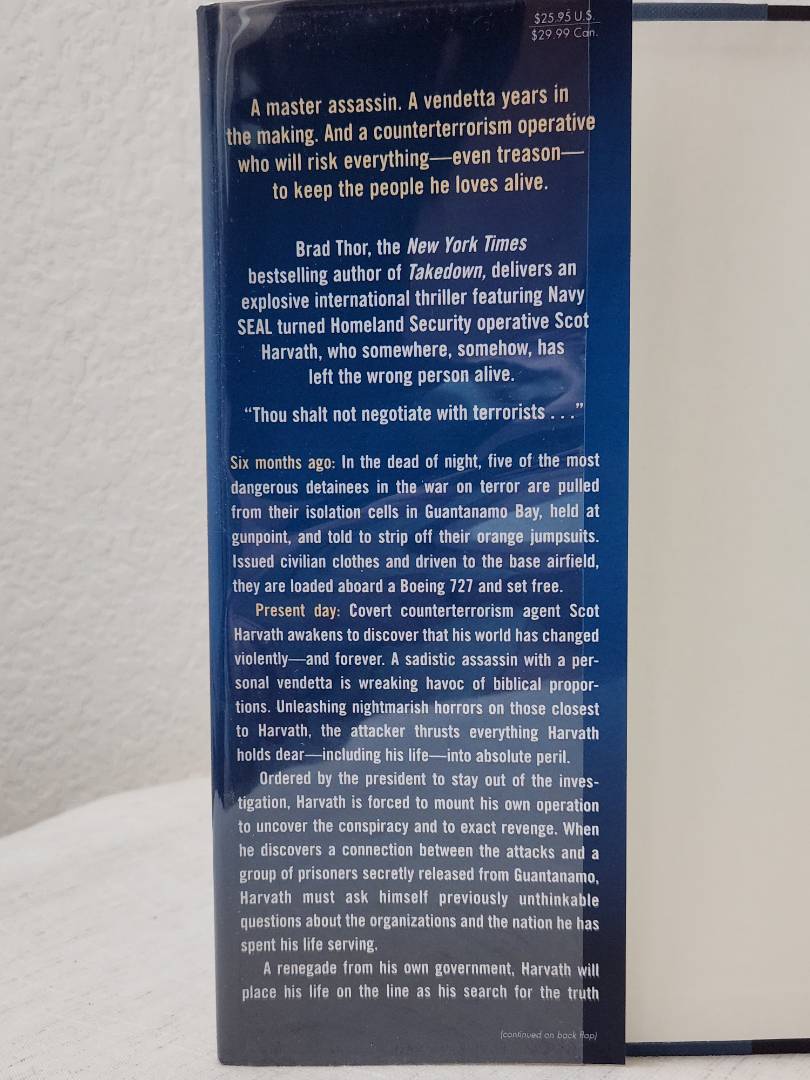 $25.95 U.S.
$29.99 Can.
A master assassin. A vendetta years in
the making. And a counterterrorism operative
who will risk everything—even treason—
to keep the people he loves alive.
Brad Thor, the New York Times
bestselling author of Takedown, delivers an
explosive international thriller featuring Navy
SEAL turned Homeland Security operative Scot
Harvath, who somewhere, somehow, has
left the wrong person alive.
“Thou shalt not negotiate with terrorists . . .”
Six months ago: In the dead of night, five of the most
dangerous detainees in the war on terror are pulled
from their isolation cells in Guantanamo Bay, held at
gunpoint, and told to strip off their orange jumpsuits.
Issued civilian clothes and driven to the base airfield,
they are loaded aboard a Boeing 727 and set free.
Present day: Covert counterterrorism agent Scot
Harvath awakens to discover that his world has changed
violently—and forever. A sadistic assassin with a per-
sonal vendetta is wreaking havoc of biblical propor-
tions. Unleashing nightmarish horrors on those closest
to Harvath, the attacker thrusts everything Harvath
holds dear—including his life—into absolute peril.
Ordered by the president to stay out of the inves-
tigation, Harvath is forced to mount his own operation
to uncover the conspiracy and to exact revenge. When
he discovers a connection between the attacks and a
group of prisoners secretly released from Guantanamo,
Harvath must ask himself previously unthinkable
questions about the organizations and the nation he has
spent his life serving.
A renegade from his own government, Harvath will
place his life on the line as his search for the truth
(continued on back flap)